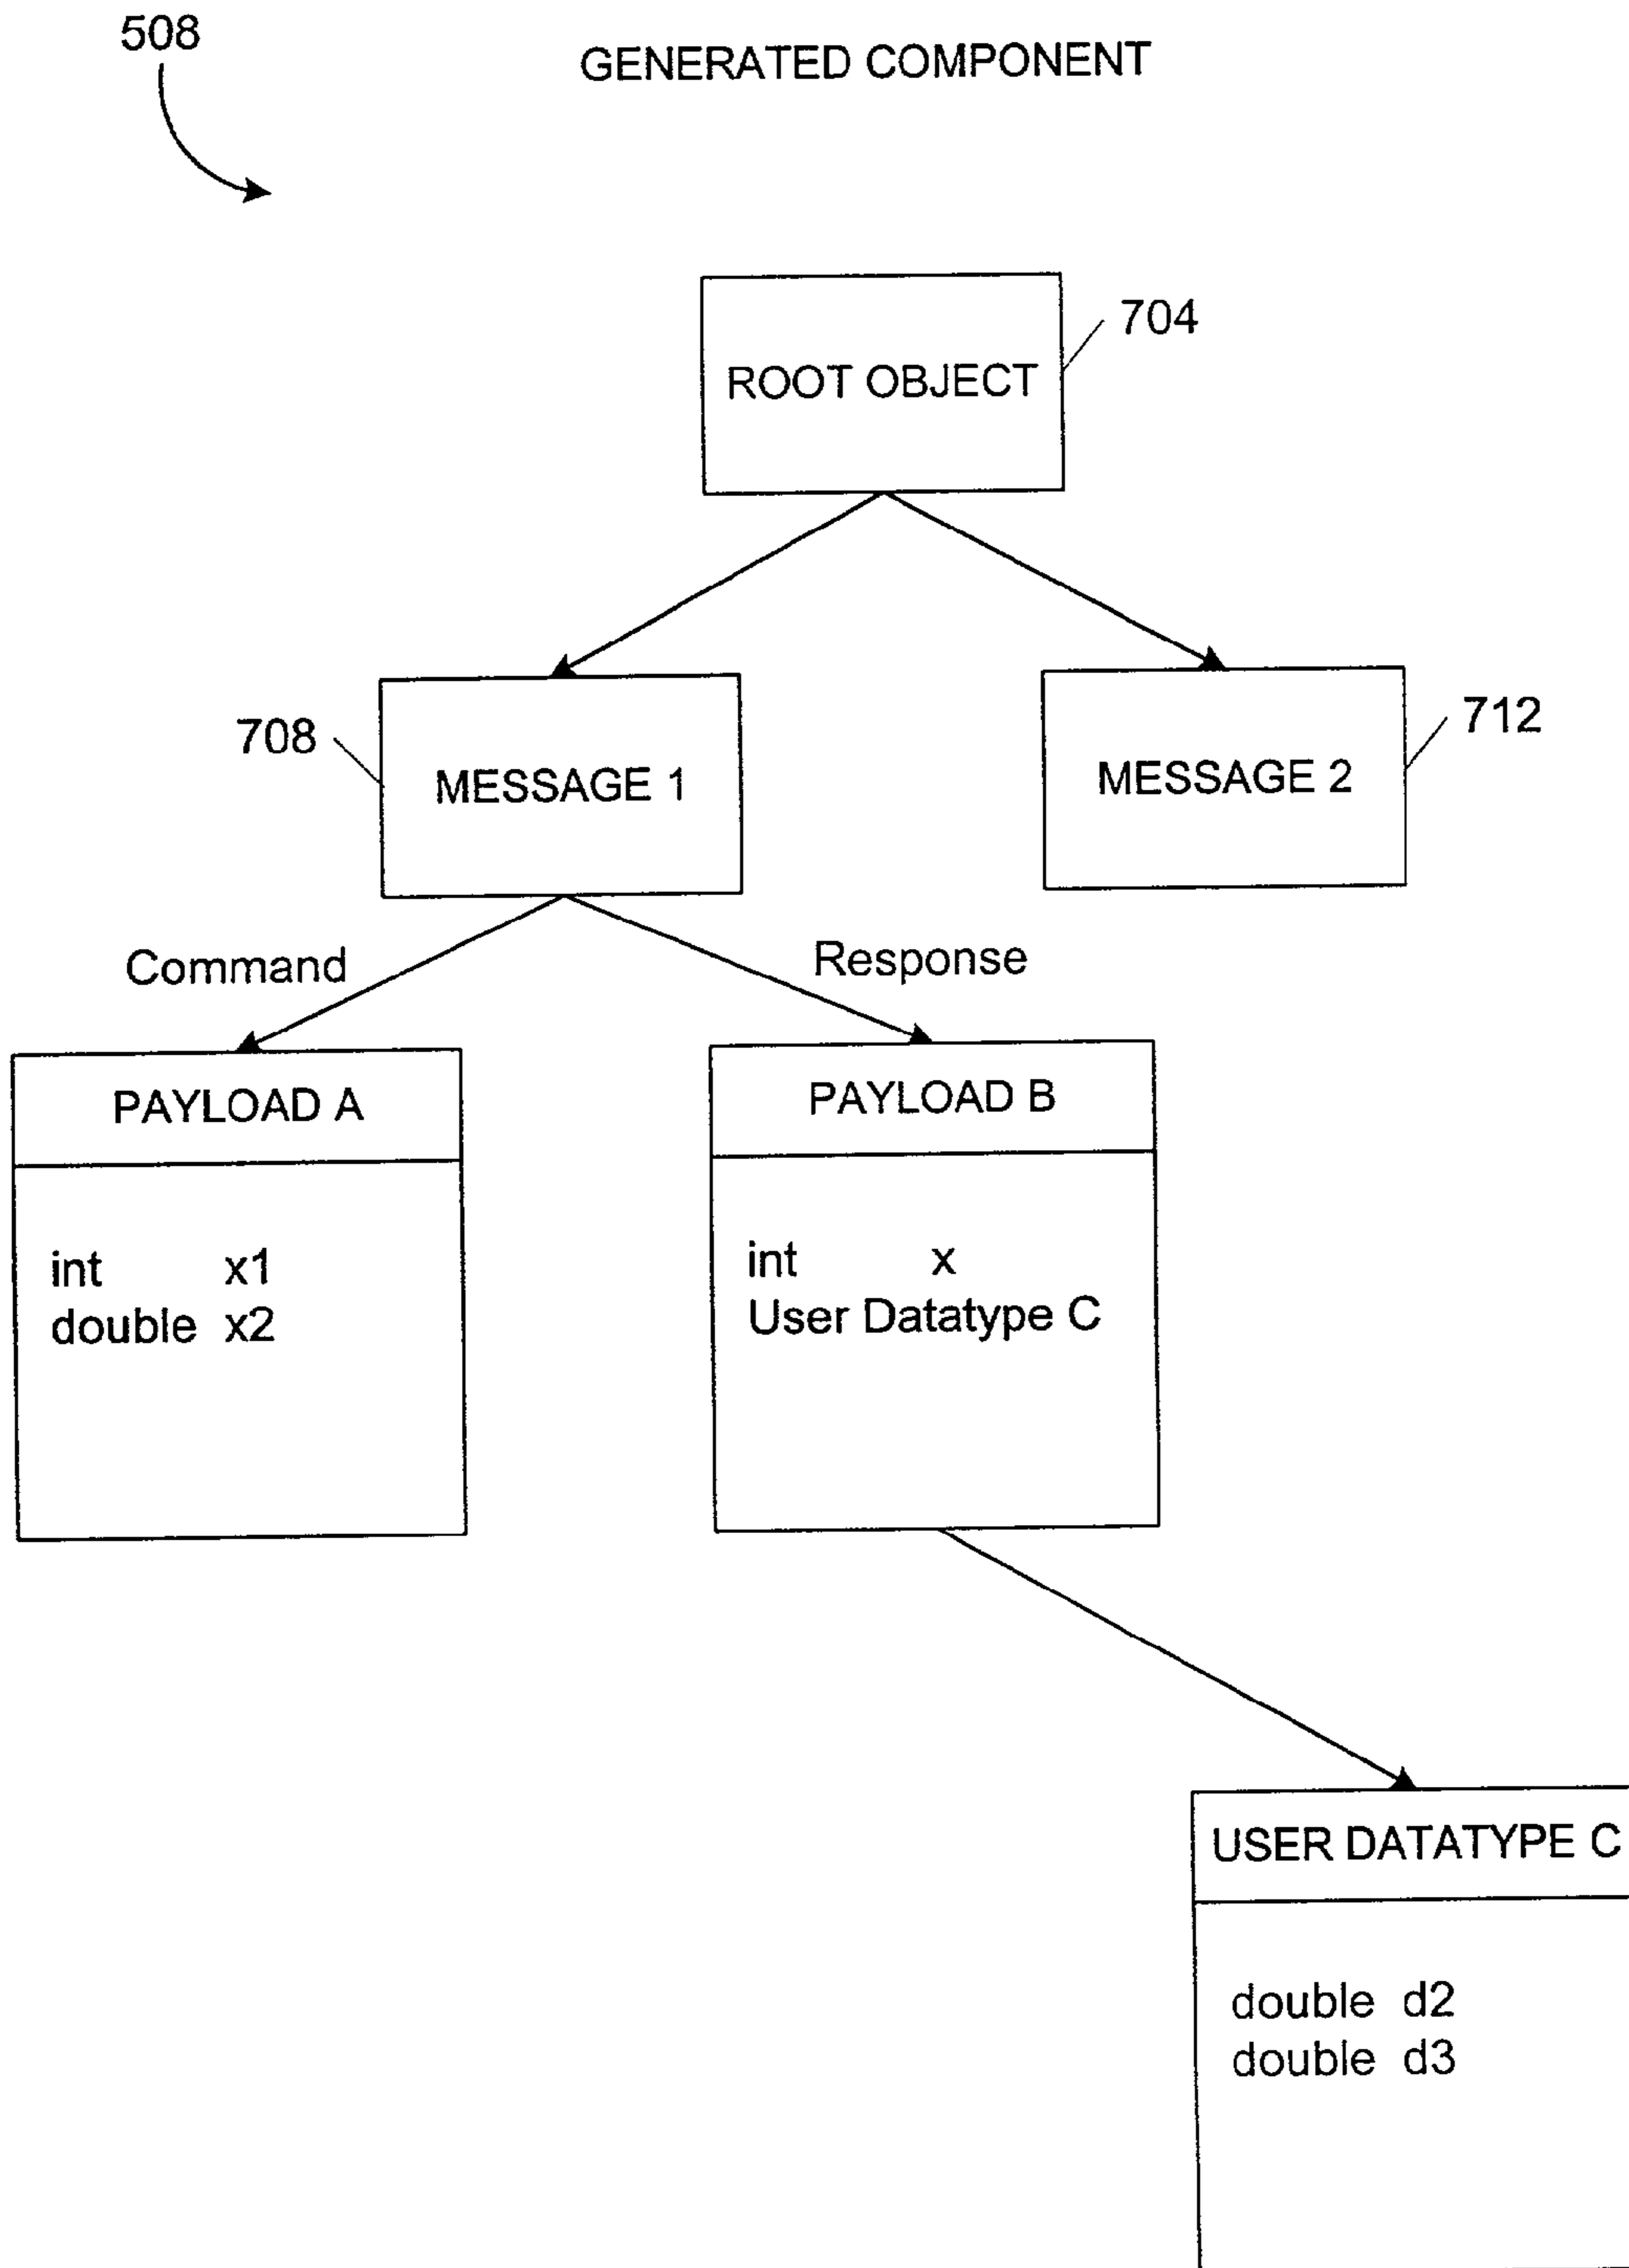 508
GENERATED COMPONENT
704
ROOT OBJECT
708
MESSAGE 1
712
MESSAGE 2
Command
Response
PAYLOAD A
int x1
double x2
PAYLOAD B
int x
User Datatype C
USER DATATYPE C
double d2
double d3